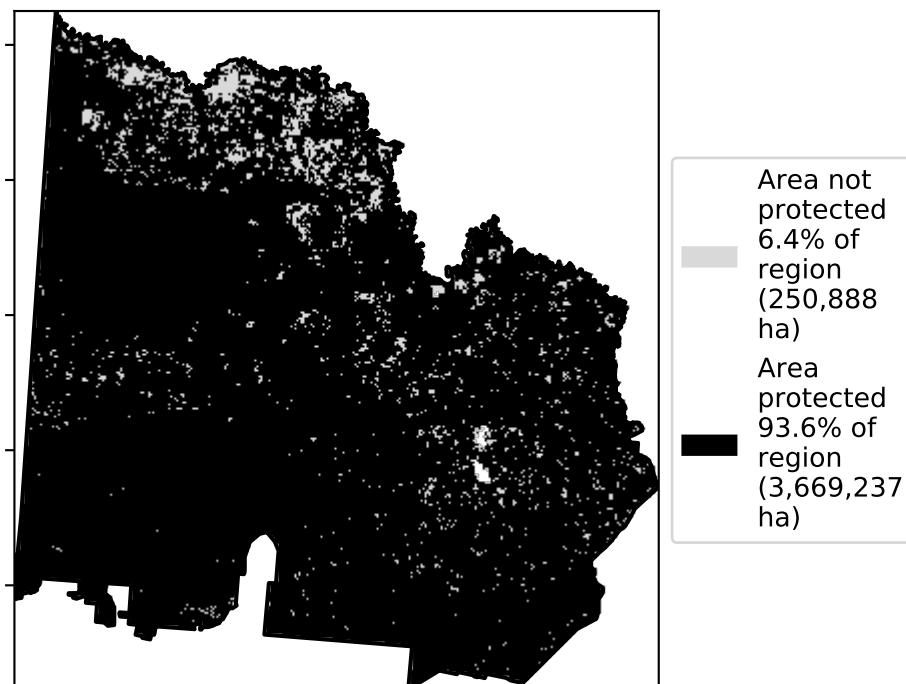 Area not
protected
6.4% of
region
(250,888
ha)
Area
protected
93.6% of
region
(3,669,237
ha)